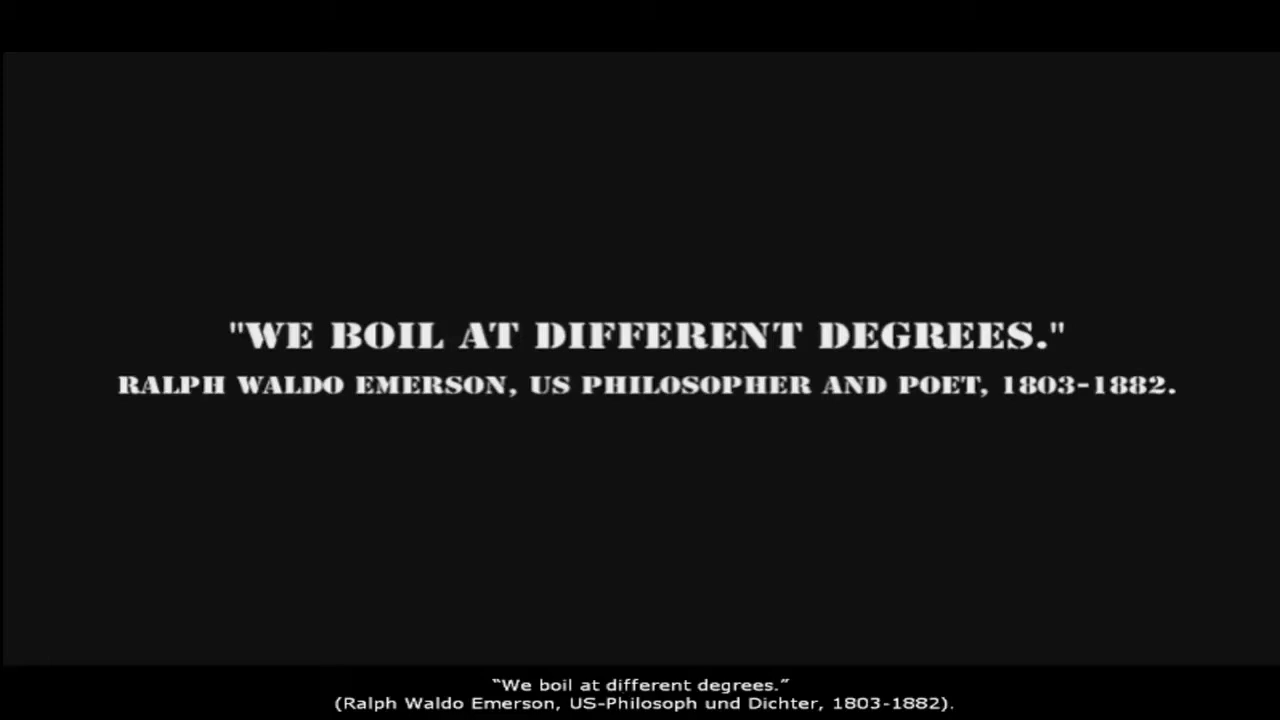 "WE BOIL AT DIFFERENT DEGREES."
RALPH WALDO EMERSON, US PHILOSOPHER AND POET, 1803-1882.
“We boil at different degrees.”
(Ralph Waldo Emerson, US-Philosoph und Dichter, 1803-1882).